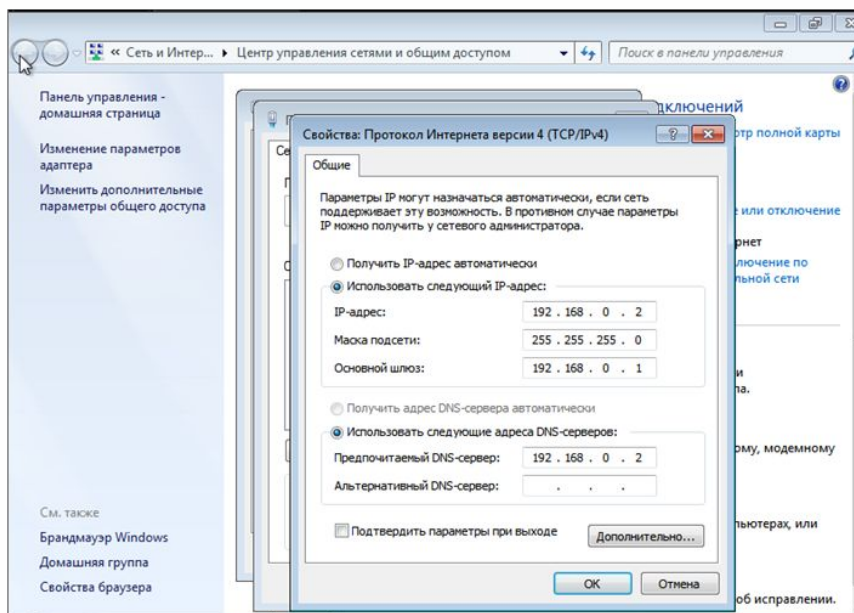 « Сеть и Интер... ▸ Центр управления сетями и общим доступом
Поиск в панели управления
Панель управления -
домашняя страница
Изменение параметров
адаптера
Изменить дополнительные
параметры общего доступа
См. также
Брандмауэр Windows
Домашняя группа
Свойства браузера
Свойства: Протокол Интернета версии 4 (TCP/IPv4)
Общие
Параметры IP могут назначаться автоматически, если сеть
поддерживает эту возможность. В противном случае параметры
IP можно получить у сетевого администратора.
Получить IP-адрес автоматически
Использовать следующий IP-адрес:
IP-адрес: 192 . 168 . 0 . 2
Маска подсети: 255 . 255 . 255 . 0
Основной шлюз: 192 . 168 . 0 . 1
Получить адрес DNS-сервера автоматически
Использовать следующие адреса DNS-серверов:
Предпочитаемый DNS-сервер: 192 . 168 . 0 . 2
Альтернативный DNS-сервер: . . .
Подтвердить параметры при выходе
Дополнительно...
OK Отмена
дключений
отр полной карты
е или отключение
рнет
лючение по
льной сети
и
па.
ому, модемному
пьютерах, или
об исправлении.